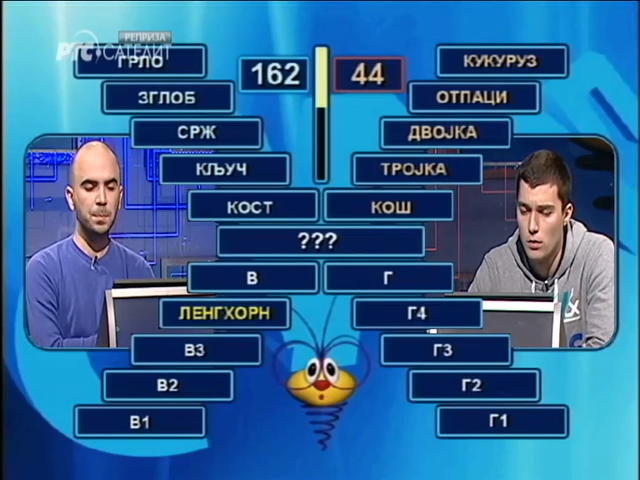 РЕПРИЗА
РТС САТЕЛИТ
ГРЛО
162
44
КУКУРУЗ
ЗГЛОБ
ОТПАЦИ
СРЖ
ДВОЈКА
КЉУЧ
ТРОЈКА
КОСТ
КОШ
???
В
Г
ЛЕНГХОРН
Г4
В3
Г3
В2
Г2
В1
Г1